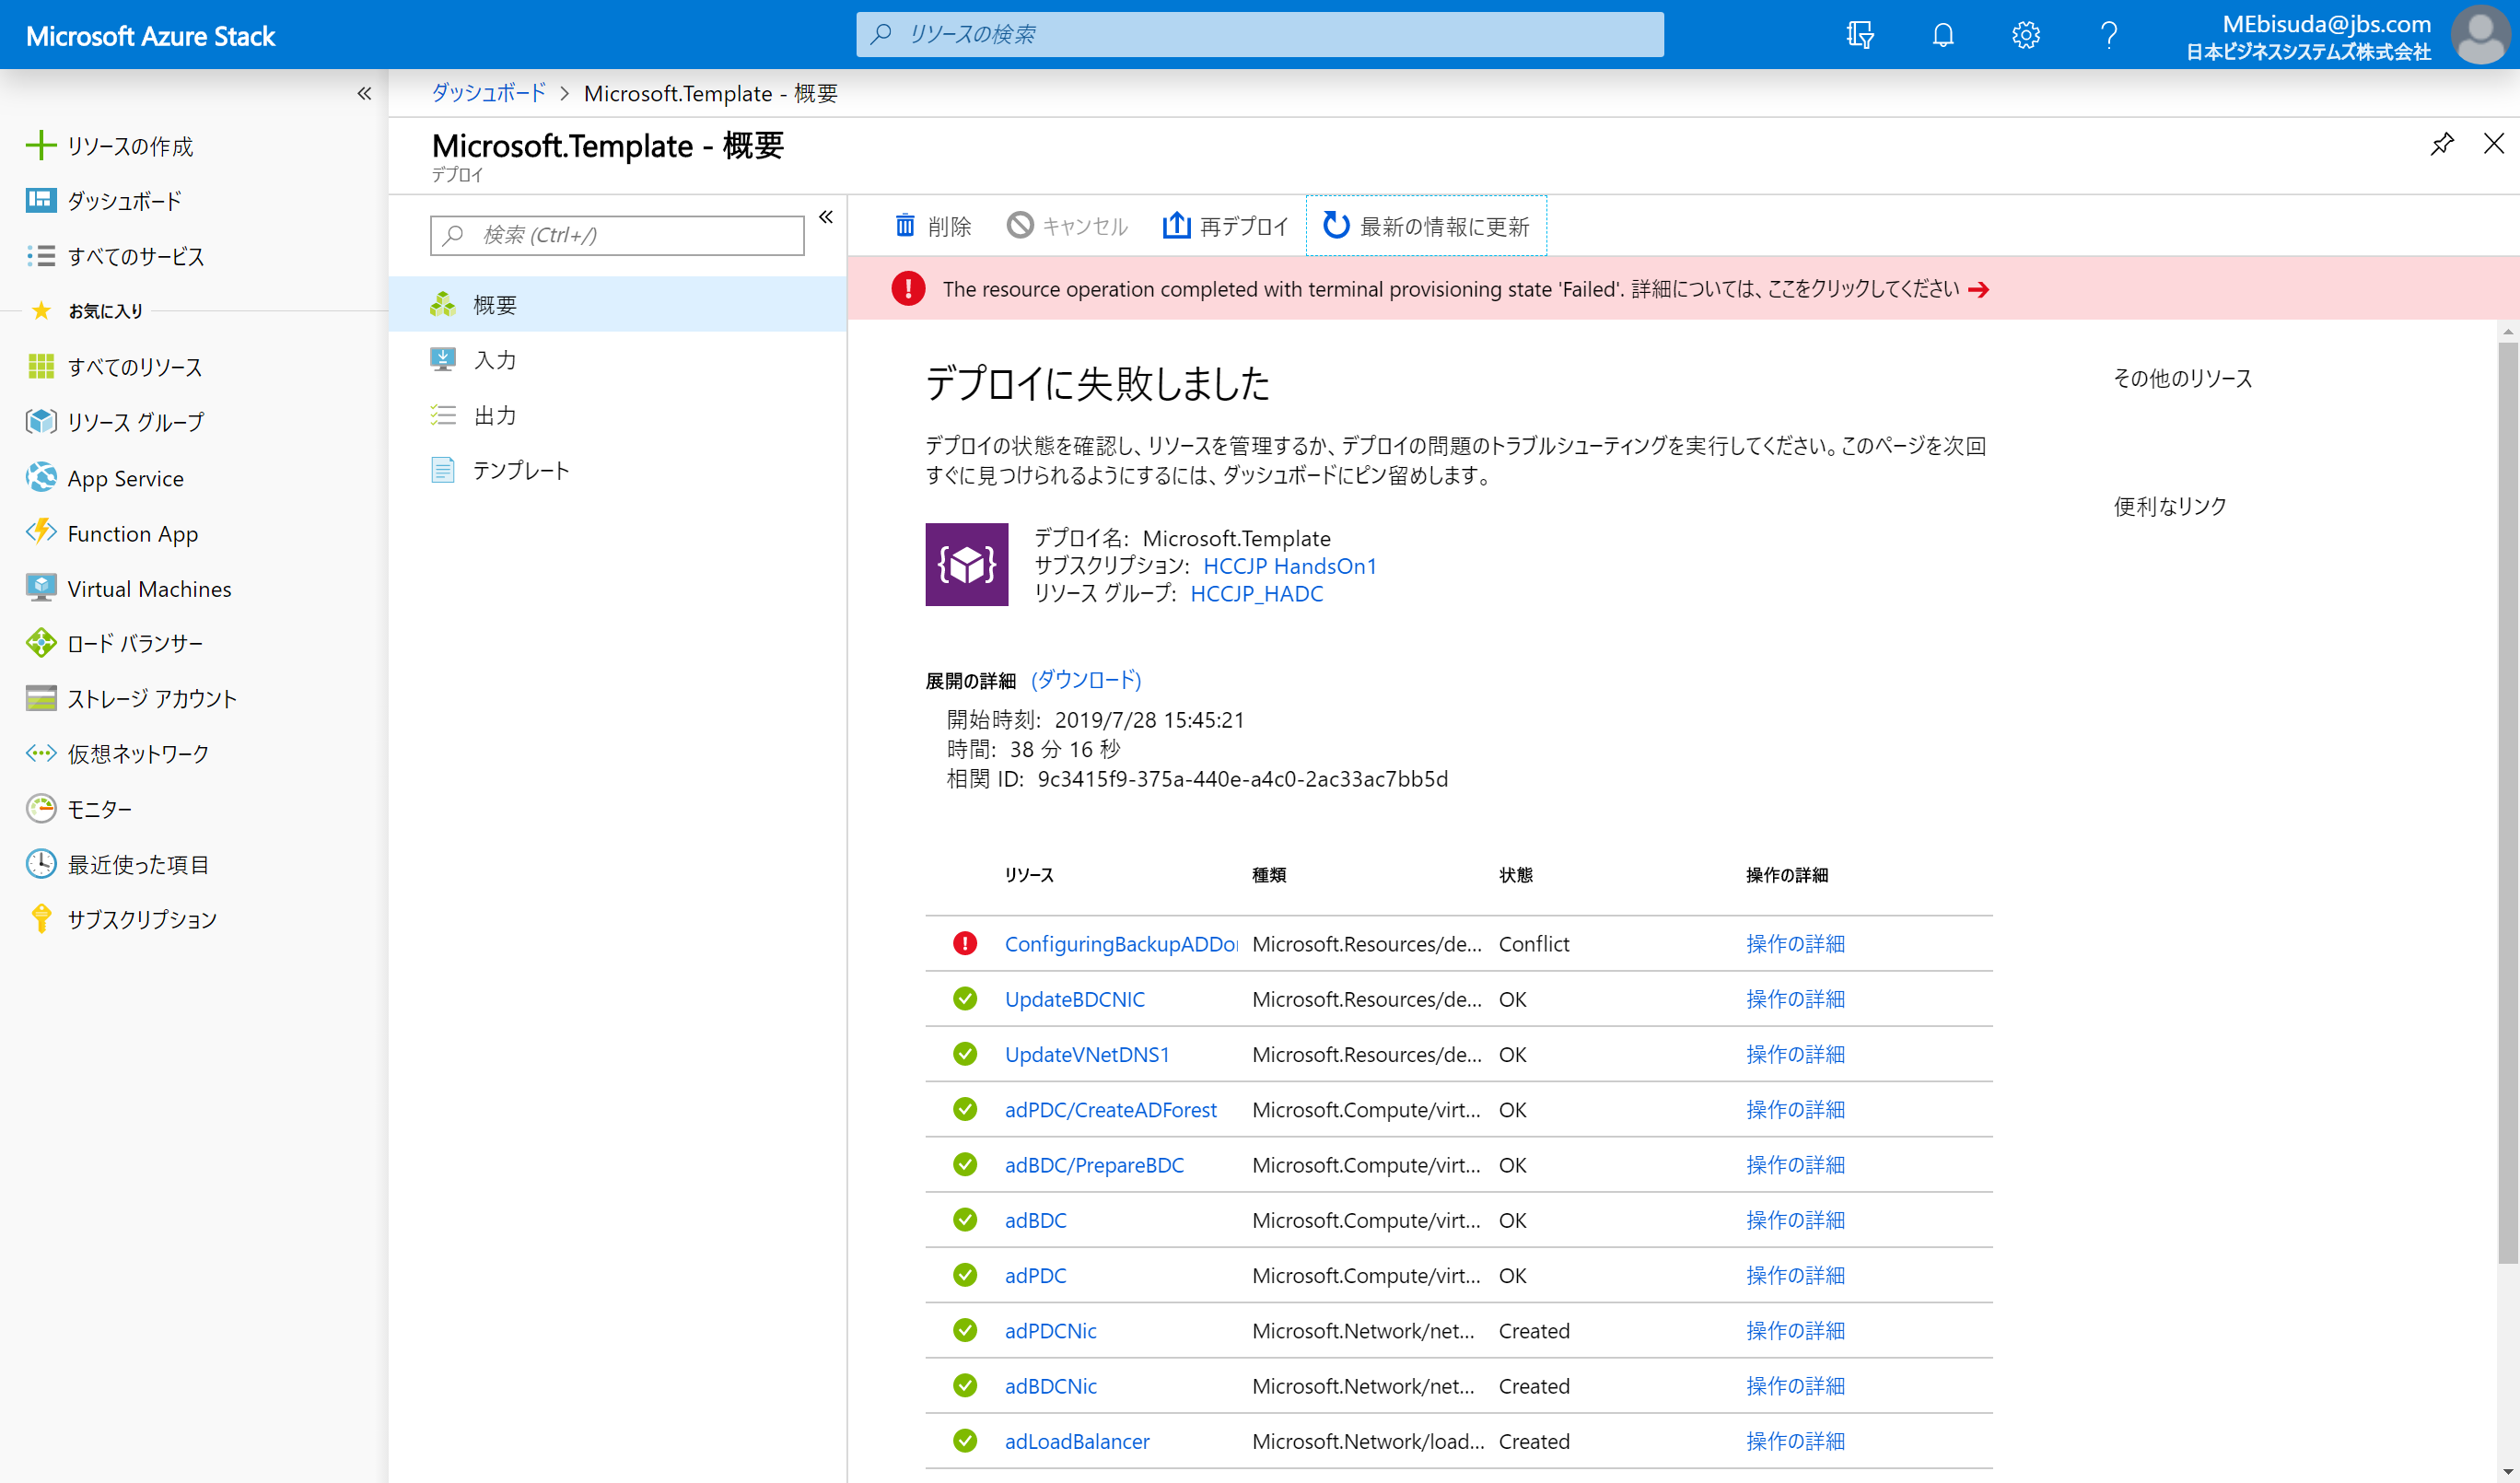 Microsoft Azure Stack
リソースの検索
MEbisuda@jbs.com
日本ビジネスシステムズ株式会社
ダッシュボード > Microsoft.Template - 概要
Microsoft.Template - 概要
デプロイ
リソースの作成
ダッシュボード
すべてのサービス
お気に入り
すべてのリソース
リソース グループ
App Service
Function App
Virtual Machines
ロード バランサー
ストレージ アカウント
仮想ネットワーク
モニター
最近使った項目
サブスクリプション
検索 (Ctrl+/)
概要
入力
出力
テンプレート
削除 キャンセル 再デプロイ 最新の情報に更新
The resource operation completed with terminal provisioning state 'Failed'. 詳細については、ここをクリックしてください →
デプロイに失敗しました
デプロイの状態を確認し、リソースを管理するか、デプロイの問題のトラブルシューティングを実行してください。このページを次回
すぐに見つけられるようにするには、ダッシュボードにピン留めします。
デプロイ名: Microsoft.Template
サブスクリプション: HCCJP HandsOn1
リソース グループ: HCCJP_HADC
展開の詳細 (ダウンロード)
開始時刻: 2019/7/28 15:45:21
時間: 38 分 16 秒
相関 ID: 9c3415f9-375a-440e-a4c0-2ac33ac7bb5d
リソース 種類 状態 操作の詳細
ConfiguringBackupADDo Microsoft.Resources/de... Conflict 操作の詳細
UpdateBDCNIC Microsoft.Resources/de... OK 操作の詳細
UpdateVNetDNS1 Microsoft.Resources/de... OK 操作の詳細
adPDC/CreateADForest Microsoft.Compute/virt... OK 操作の詳細
adBDC/PrepareBDC Microsoft.Compute/virt... OK 操作の詳細
adBDC Microsoft.Compute/virt... OK 操作の詳細
adPDC Microsoft.Compute/virt... OK 操作の詳細
adPDCNic Microsoft.Network/net... Created 操作の詳細
adBDCNic Microsoft.Network/net... Created 操作の詳細
adLoadBalancer Microsoft.Network/load... Created 操作の詳細
その他のリソース
便利なリンク